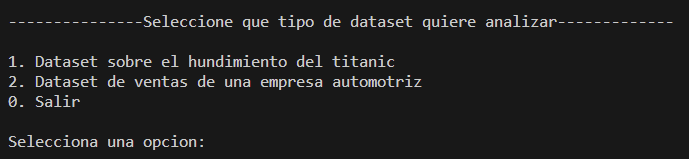 ---------------Seleccione que tipo de dataset quiere analizar-------------
1. Dataset sobre el hundimiento del titanic
2. Dataset de ventas de una empresa automotriz
0. Salir
Selecciona una opcion: